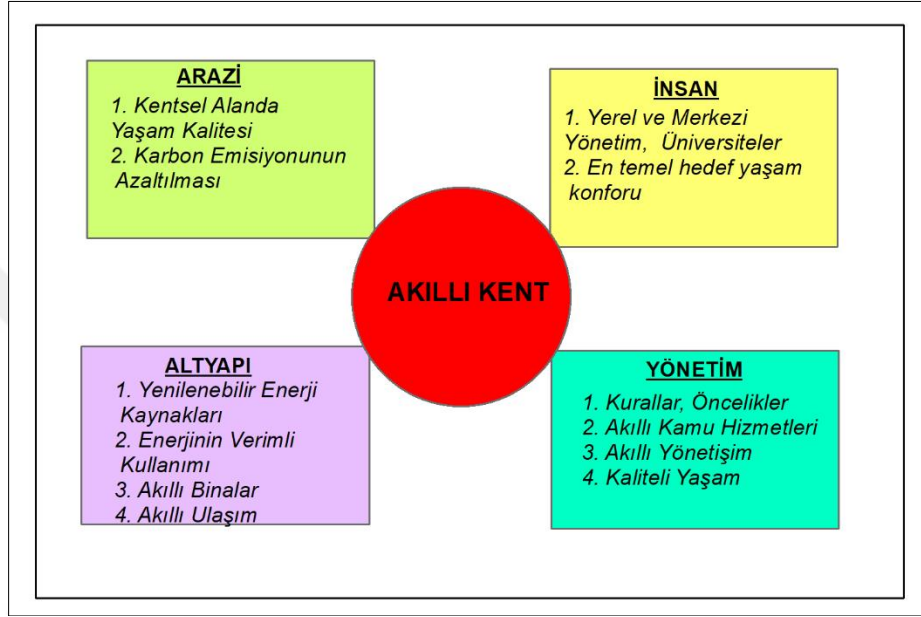 ARAZİ
1. Kentsel Alanda
Yaşam Kalitesi
2. Karbon Emisiyonunun
Azaltılması
İNSAN
1. Yerel ve Merkezi
Yönetim, Üniversiteler
2. En temel hedef yaşam
konforu
AKILLI KENT
ALTYAPI
1. Yenilenebilir Enerji
Kaynakları
2. Enerjinin Verimli
Kullanımı
3. Akıllı Binalar
4. Akıllı Ulaşım
YÖNETİM
1. Kurallar, Öncelikler
2. Akıllı Kamu Hizmetleri
3. Akıllı Yönetişim
4. Kaliteli Yaşam